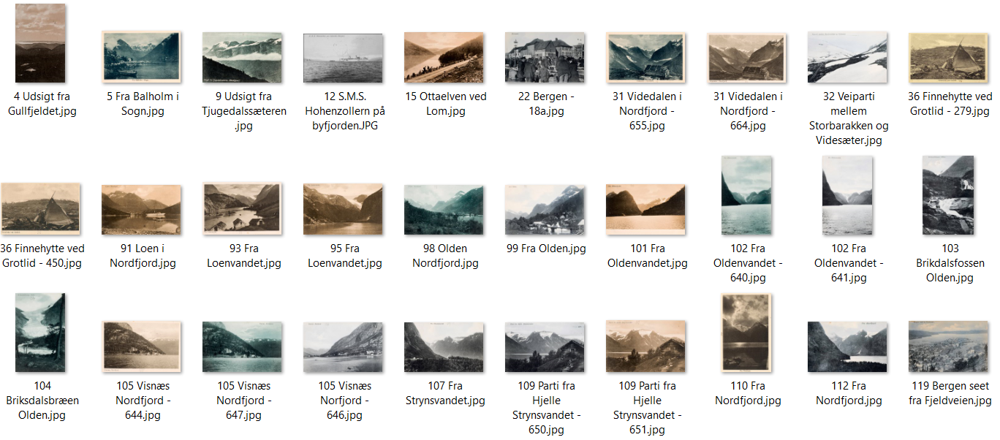 4 Udsigt fra
Gullfjeldet.jpg
5 Fra Balholm i
Sogn.jpg
9 Udsigt fra
Tjugedalssæteren
.jpg
12 S.M.S.
Hohenzollern på
byfjorden.JPG
15 Ottaelven ved
Lom.jpg
22 Bergen -
18a.jpg
31 Videdalen i
Nordfjord -
655.jpg
31 Videdalen i
Nordfjord -
664.jpg
32 Veiparti
mellem
Storbarakken og
Videsæter.jpg
36 Finnehytte ved
Grotlid - 279.jpg
36 Finnehytte ved
Grotlid - 450.jpg
91 Loen i
Nordfjord.jpg
93 Fra
Loenvandet.jpg
95 Fra
Loenvandet.jpg
98 Olden
Nordfjord.jpg
99 Fra Olden.jpg
101 Fra
Oldenvandet.jpg
102 Fra
Oldenvandet -
640.jpg
102 Fra
Oldenvandet -
641.jpg
103
Brikdalsfossen
Olden.jpg
104
Briksdalsbræen
Olden.jpg
105 Visnæs
Nordfjord -
644.jpg
105 Visnæs
Nordfjord -
647.jpg
105 Visnæs
Norfjord -
646.jpg
107 Fra
Strynsvandet.jpg
109 Parti fra
Hjelle
Strynsvandet -
650.jpg
109 Parti fra
Hjelle
Strynsvandet -
651.jpg
110 Fra
Nordfjord.jpg
112 Fra
Nordfjord.jpg
119 Bergen seet
fra Fjeldveien.jpg